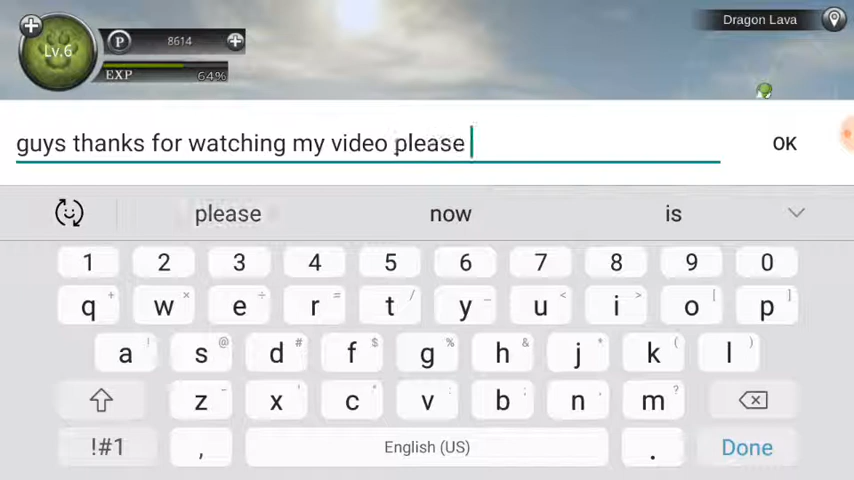 Lv.6
P 8614
EXP 64%
Dragon Lava
guys thanks for watching my video please
OK
please now is
1 2 3 4 5 6 7 8 9 0
q + w × e ÷ r = t / y _ u < i > o [ p ]
a ! s @ d # f $ g % h & j * k ( l )
z - x ' c " v : b ; n , m ?
!#1 , English (US) . Done